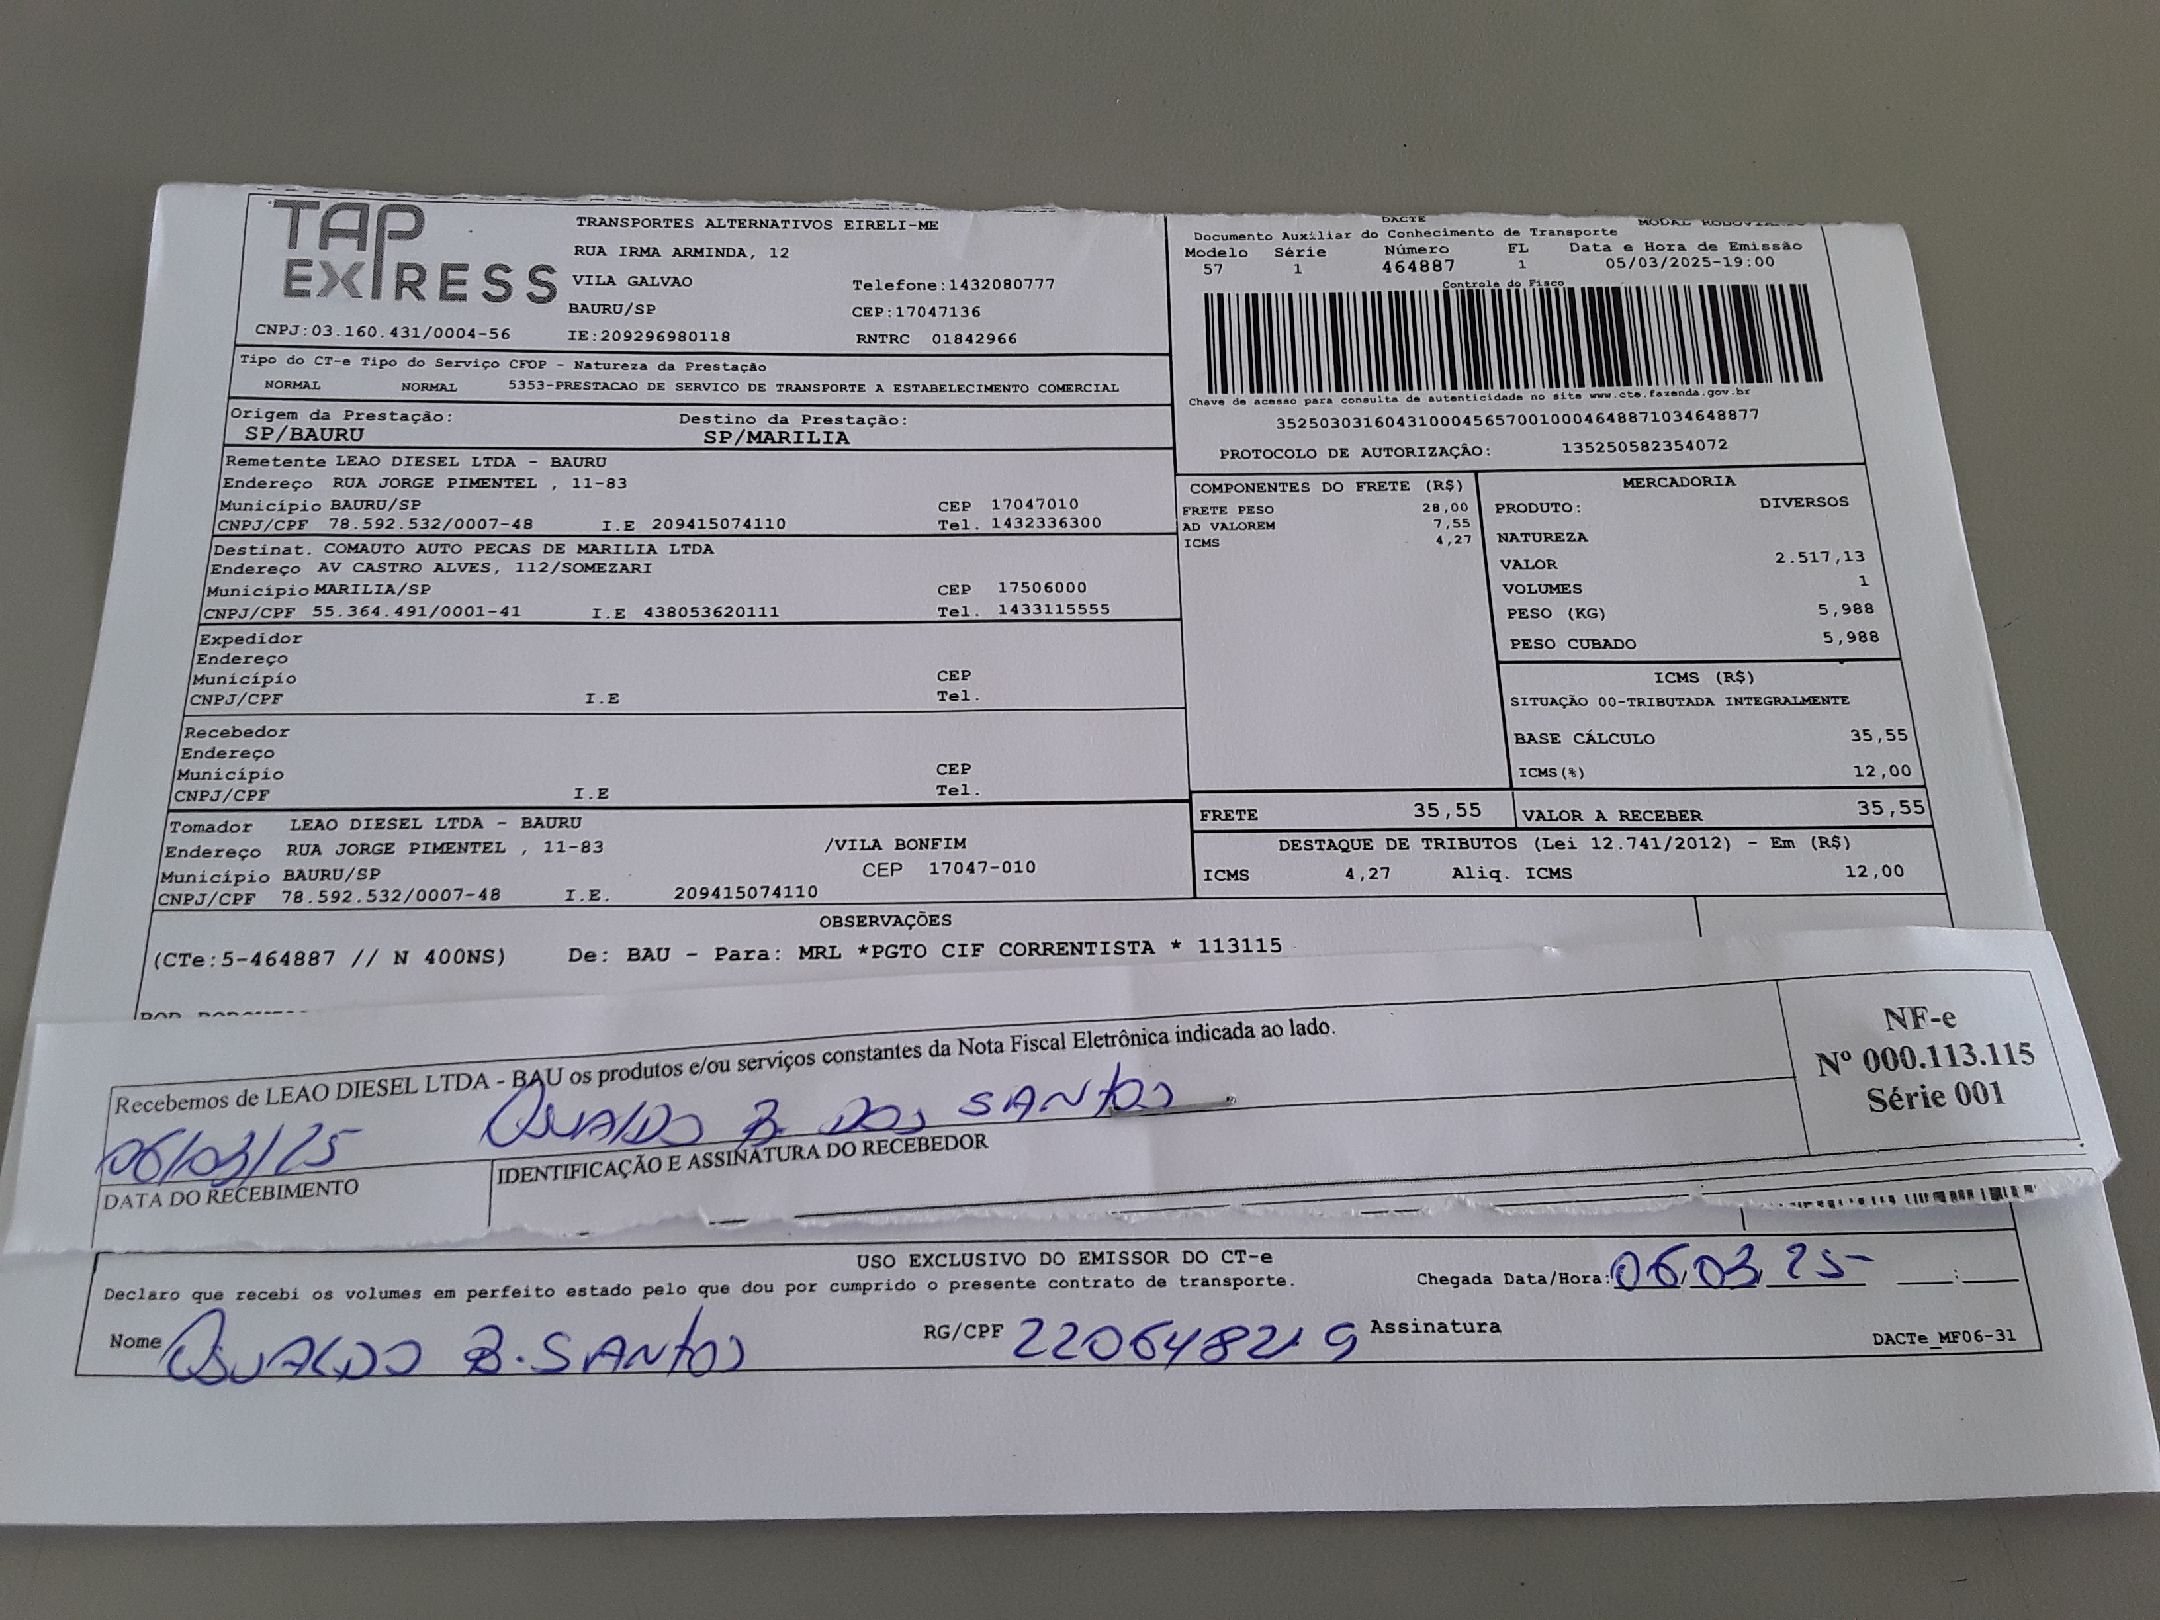 TAP EXPRESS
TRANSPORTES ALTERNATIVOS EIRELI-ME
RUA IRMA ARMINDA, 12
VILA GALVAO Telefone:1432080777
BAURU/SP CEP:17047136
CNPJ:03.160.431/0004-56 IE:209296980118 RNTRC 01842966
Tipo do CT-e Tipo do Serviço CFOP - Natureza da Prestação
NORMAL NORMAL 5353-PRESTACAO DE SERVICO DE TRANSPORTE A ESTABELECIMENTO COMERCIAL
Origem da Prestação: Destino da Prestação:
SP/BAURU SP/MARILIA
Remetente LEAO DIESEL LTDA - BAURU
Endereço RUA JORGE PIMENTEL , 11-83
Município BAURU/SP CEP 17047010
CNPJ/CPF 78.592.532/0007-48 I.E 209415074110 Tel. 1432336300
Destinat. COMAUTO AUTO PECAS DE MARILIA LTDA
Endereço AV CASTRO ALVES, 112/SOMEZARI
Município MARILIA/SP CEP 17506000
CNPJ/CPF 55.364.491/0001-41 I.E 438053620111 Tel. 1433115555
Expedidor
Endereço
Município CEP
CNPJ/CPF I.E Tel.
Recebedor
Endereço
Município CEP
CNPJ/CPF I.E Tel.
Tomador LEAO DIESEL LTDA - BAURU
Endereço RUA JORGE PIMENTEL , 11-83 /VILA BONFIM
Município BAURU/SP CEP 17047-010
CNPJ/CPF 78.592.532/0007-48 I.E. 209415074110
DACTE MODAL RODOVIARIO
Documento Auxiliar do Conhecimento de Transporte
Modelo Série Número FL Data e Hora de Emissão
57 1 464887 1 05/03/2025-19:00
Controle do Fisco
Chave de acesso para consulta de autenticidade no site www.cte.fazenda.gov.br
35250303160431000456570010004648871034648877
PROTOCOLO DE AUTORIZAÇÂO: 135250582354072
COMPONENTES DO FRETE (R$)
FRETE PESO 28,00
AD VALOREM 7,55
ICMS 4,27
MERCADORIA
PRODUTO: DIVERSOS
NATUREZA
VALOR 2.517,13
VOLUMES 1
PESO (KG) 5,988
PESO CUBADO 5,988
ICMS (R$)
SITUAÇÃO 00-TRIBUTADA INTEGRALMENTE
BASE CÁLCULO 35,55
ICMS(%) 12,00
FRETE 35,55 VALOR A RECEBER 35,55
DESTAQUE DE TRIBUTOS (Lei 12.741/2012) - Em (R$)
ICMS 4,27 Aliq. ICMS 12,00
OBSERVAÇÕES
(CTe:5-464887 // N 400NS) De: BAU - Para: MRL *PGTO CIF CORRENTISTA * 113115
Recebemos de LEAO DIESEL LTDA - BAU os produtos e/ou serviços constantes da Nota Fiscal Eletrônica indicada ao lado.
06/03/25 OSVALDO B. DOS SANTOS
DATA DO RECEBIMENTO IDENTIFICAÇÃO E ASSINATURA DO RECEBEDOR
NF-e
Nº 000.113.115
Série 001
USO EXCLUSIVO DO EMISSOR DO CT-e
Declaro que recebi os volumes em perfeito estado pelo que dou por cumprido o presente contrato de transporte. Chegada Data/Hora: 06/03/25 __:__
Nome OSVALDO B. SANTOS RG/CPF 220648219 Assinatura DACTe_MF06-31